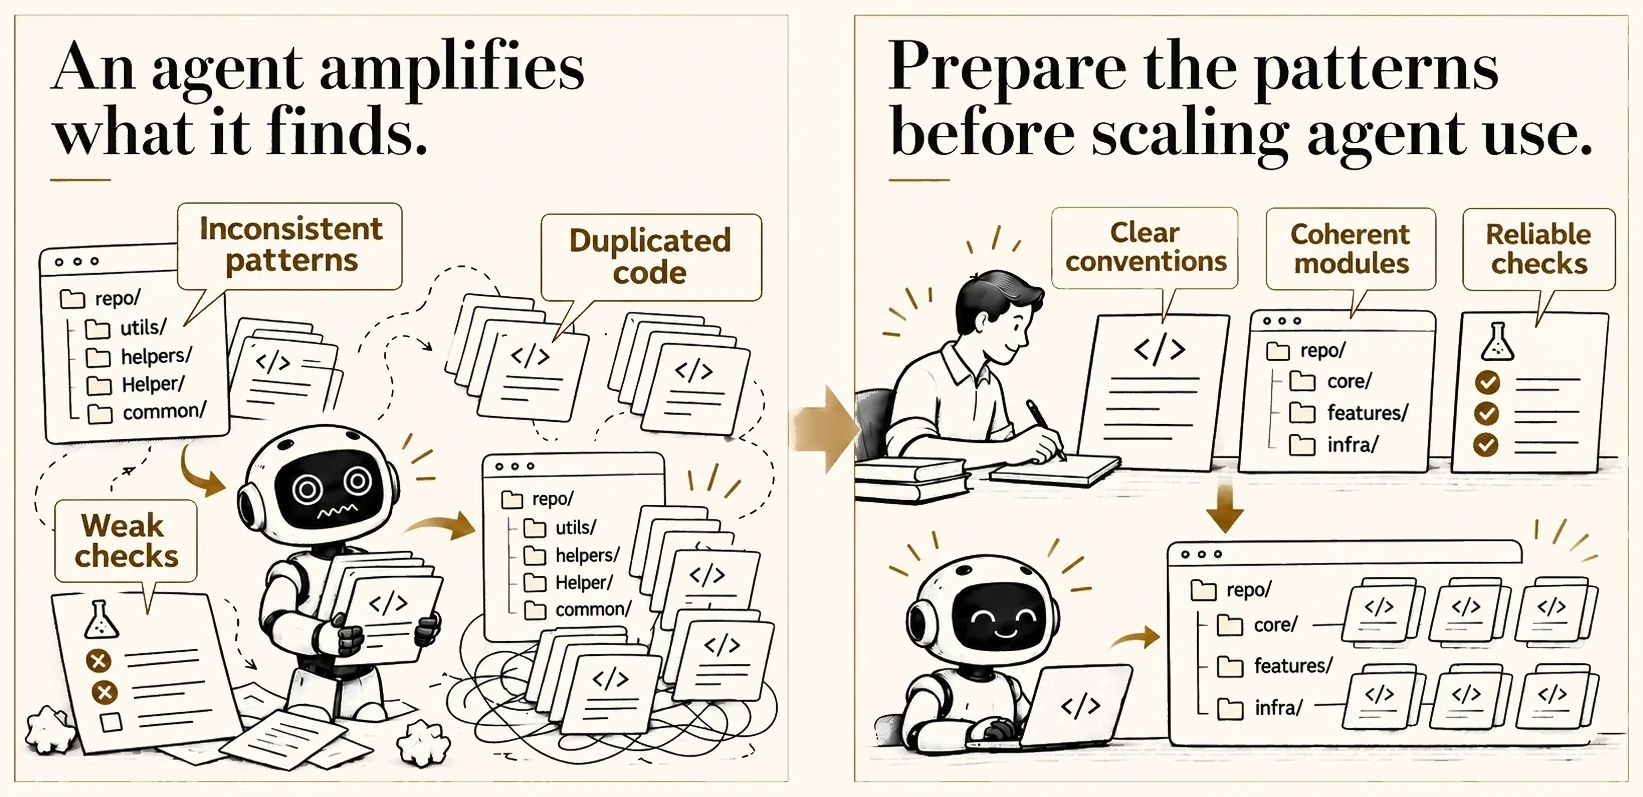 An agent amplifies
what it finds.
Inconsistent
patterns
repo/
utils/
helpers/
Helper/
common/
</>
Duplicated
code
</>
</>
Weak
checks
</>
repo/
utils/
helpers/
Helper/
common/
</>
</>
</>
Prepare the patterns
before scaling agent use.
Clear
conventions
</>
Coherent
modules
repo/
core/
features/
infra/
Reliable
checks
</>
repo/
core/
features/
infra/
</>
</>
</>
</>
</>
</>